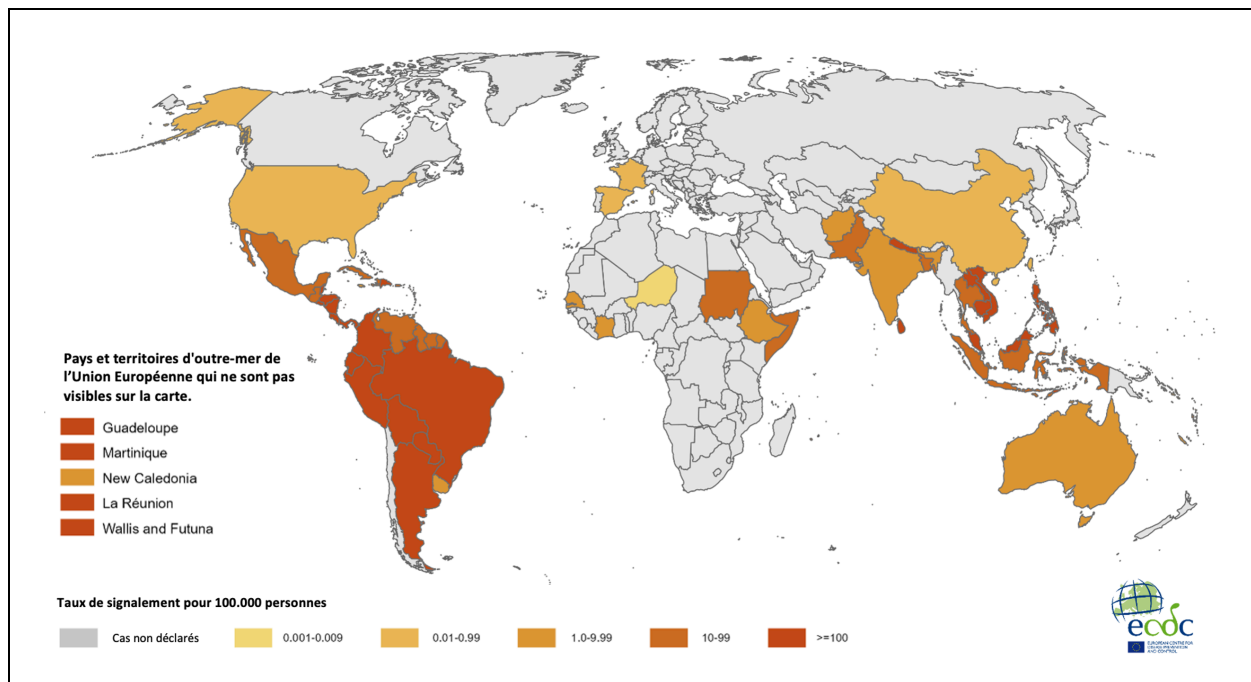 Pays et territoires d'outre-mer de
l'Union Européenne qui ne sont pas
visibles sur la carte.
Guadeloupe
Martinique
New Caledonia
La Réunion
Wallis and Futuna
Taux de signalement pour 100.000 personnes
Cas non déclarés
0.001-0.009
0.01-0.99
1.0-9.99
10-99
>=100
ecdc
EUROPEAN CENTRE FOR
DISEASE PREVENTION
AND CONTROL